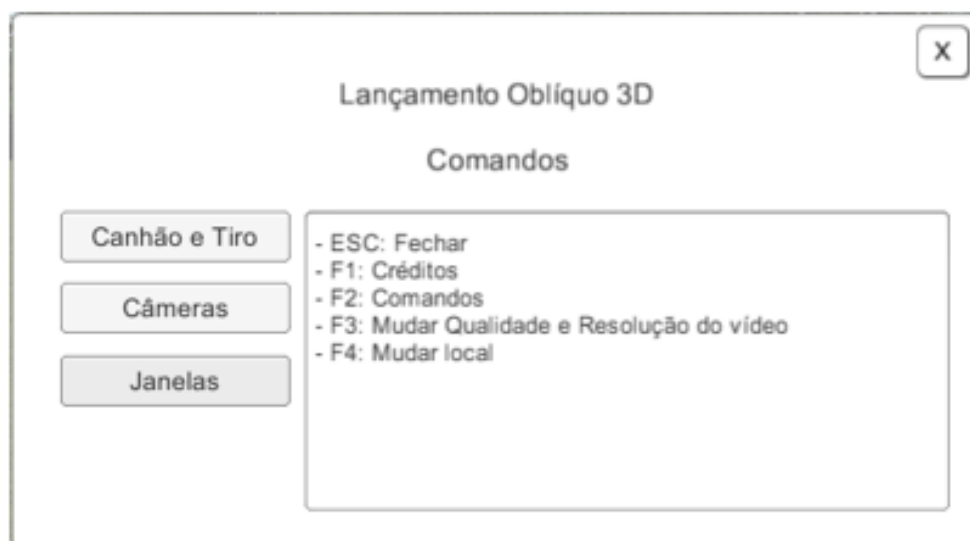 X
Lançamento Oblíquo 3D
Comandos
Canhão e Tiro
Câmeras
Janelas
- ESC: Fechar
- F1: Créditos
- F2: Comandos
- F3: Mudar Qualidade e Resolução do vídeo
- F4: Mudar local